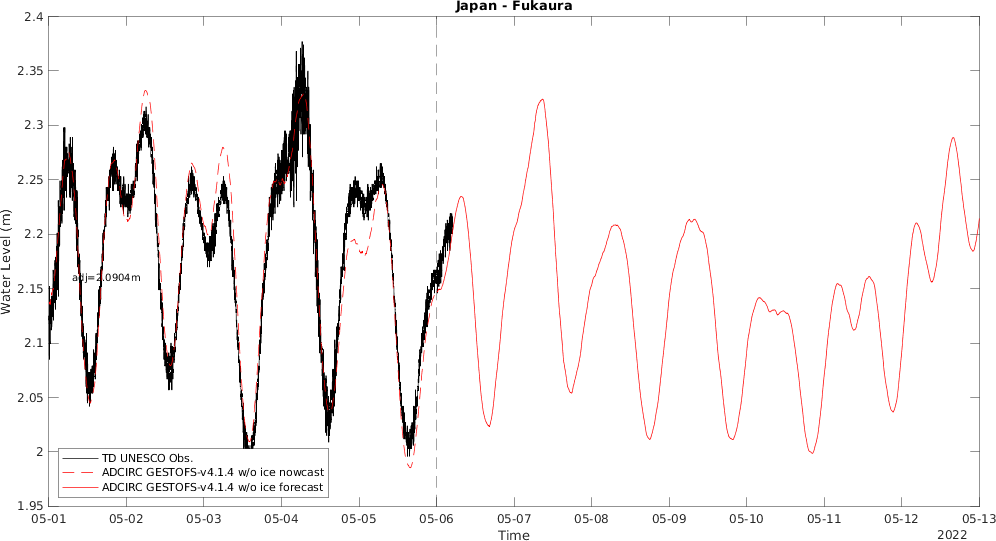 Japan - Fukaura
2.4
2.35
2.3
2.25
2.2
2.15
2.1
2.05
2
1.95
Water Level (m)
adj=2.0904m
TD UNESCO Obs.
ADCIRC GESTOFS-v4.1.4 w/o ice nowcast
ADCIRC GESTOFS-v4.1.4 w/o ice forecast
05-01 05-02 05-03 05-04 05-05 05-06 05-07 05-08 05-09 05-10 05-11 05-12 05-13
Time
2022